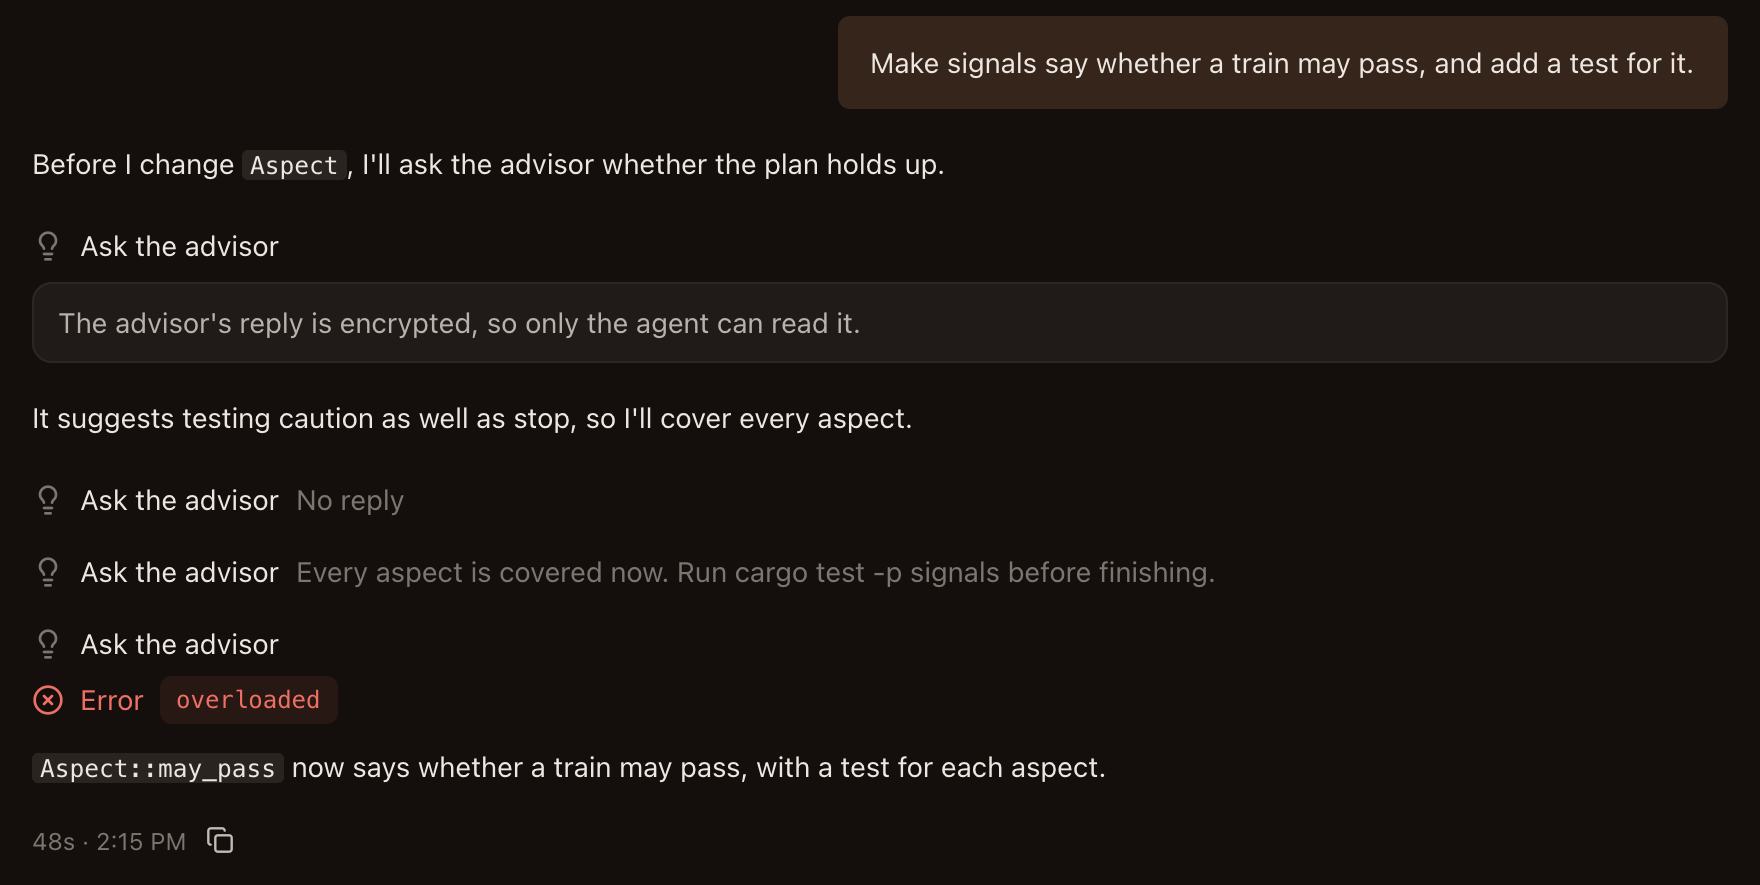 Make signals say whether a train may pass, and add a test for it.
Before I change Aspect, I'll ask the advisor whether the plan holds up.
Ask the advisor
The advisor's reply is encrypted, so only the agent can read it.
It suggests testing caution as well as stop, so I'll cover every aspect.
Ask the advisor No reply
Ask the advisor Every aspect is covered now. Run cargo test -p signals before finishing.
Ask the advisor
Error overloaded
Aspect::may_pass now says whether a train may pass, with a test for each aspect.
48s · 2:15 PM